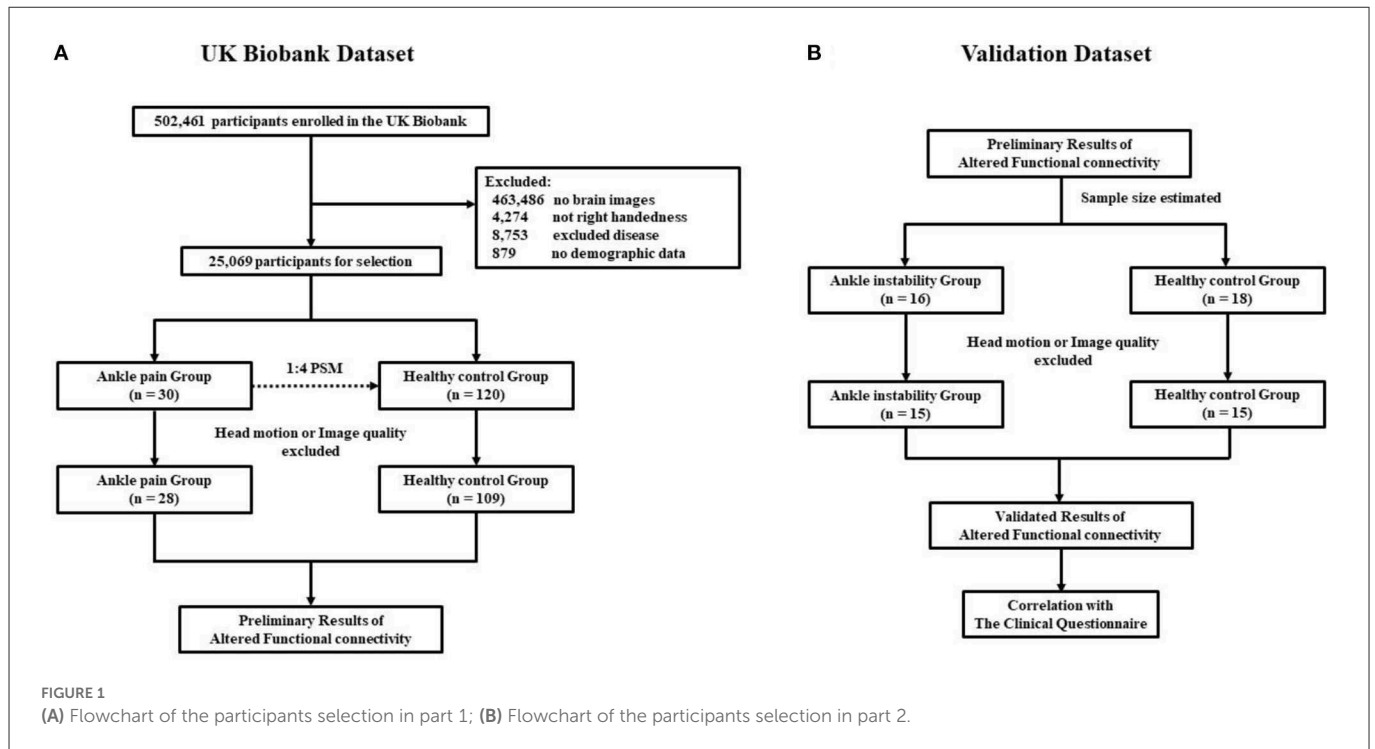 A
UK Biobank Dataset
502,461 participants enrolled in the UK Biobank
Excluded:
463,486 no brain images
4,274 not right handedness
8,753 excluded disease
879 no demographic data
25,069 participants for selection
Ankle pain Group
(n = 30)
1:4 PSM
Healthy control Group
(n = 120)
Head motion or Image quality
excluded
Ankle pain Group
(n = 28)
Healthy control Group
(n = 109)
Preliminary Results of
Altered Functional connectivity
B
Validation Dataset
Preliminary Results of
Altered Functional connectivity
Sample size estimated
Ankle instability Group
(n = 16)
Healthy control Group
(n = 18)
Head motion or Image quality
excluded
Ankle instability Group
(n = 15)
Healthy control Group
(n = 15)
Validated Results of
Altered Functional connectivity
Correlation with
The Clinical Questionnaire
FIGURE 1
(A) Flowchart of the participants selection in part 1; (B) Flowchart of the participants selection in part 2.